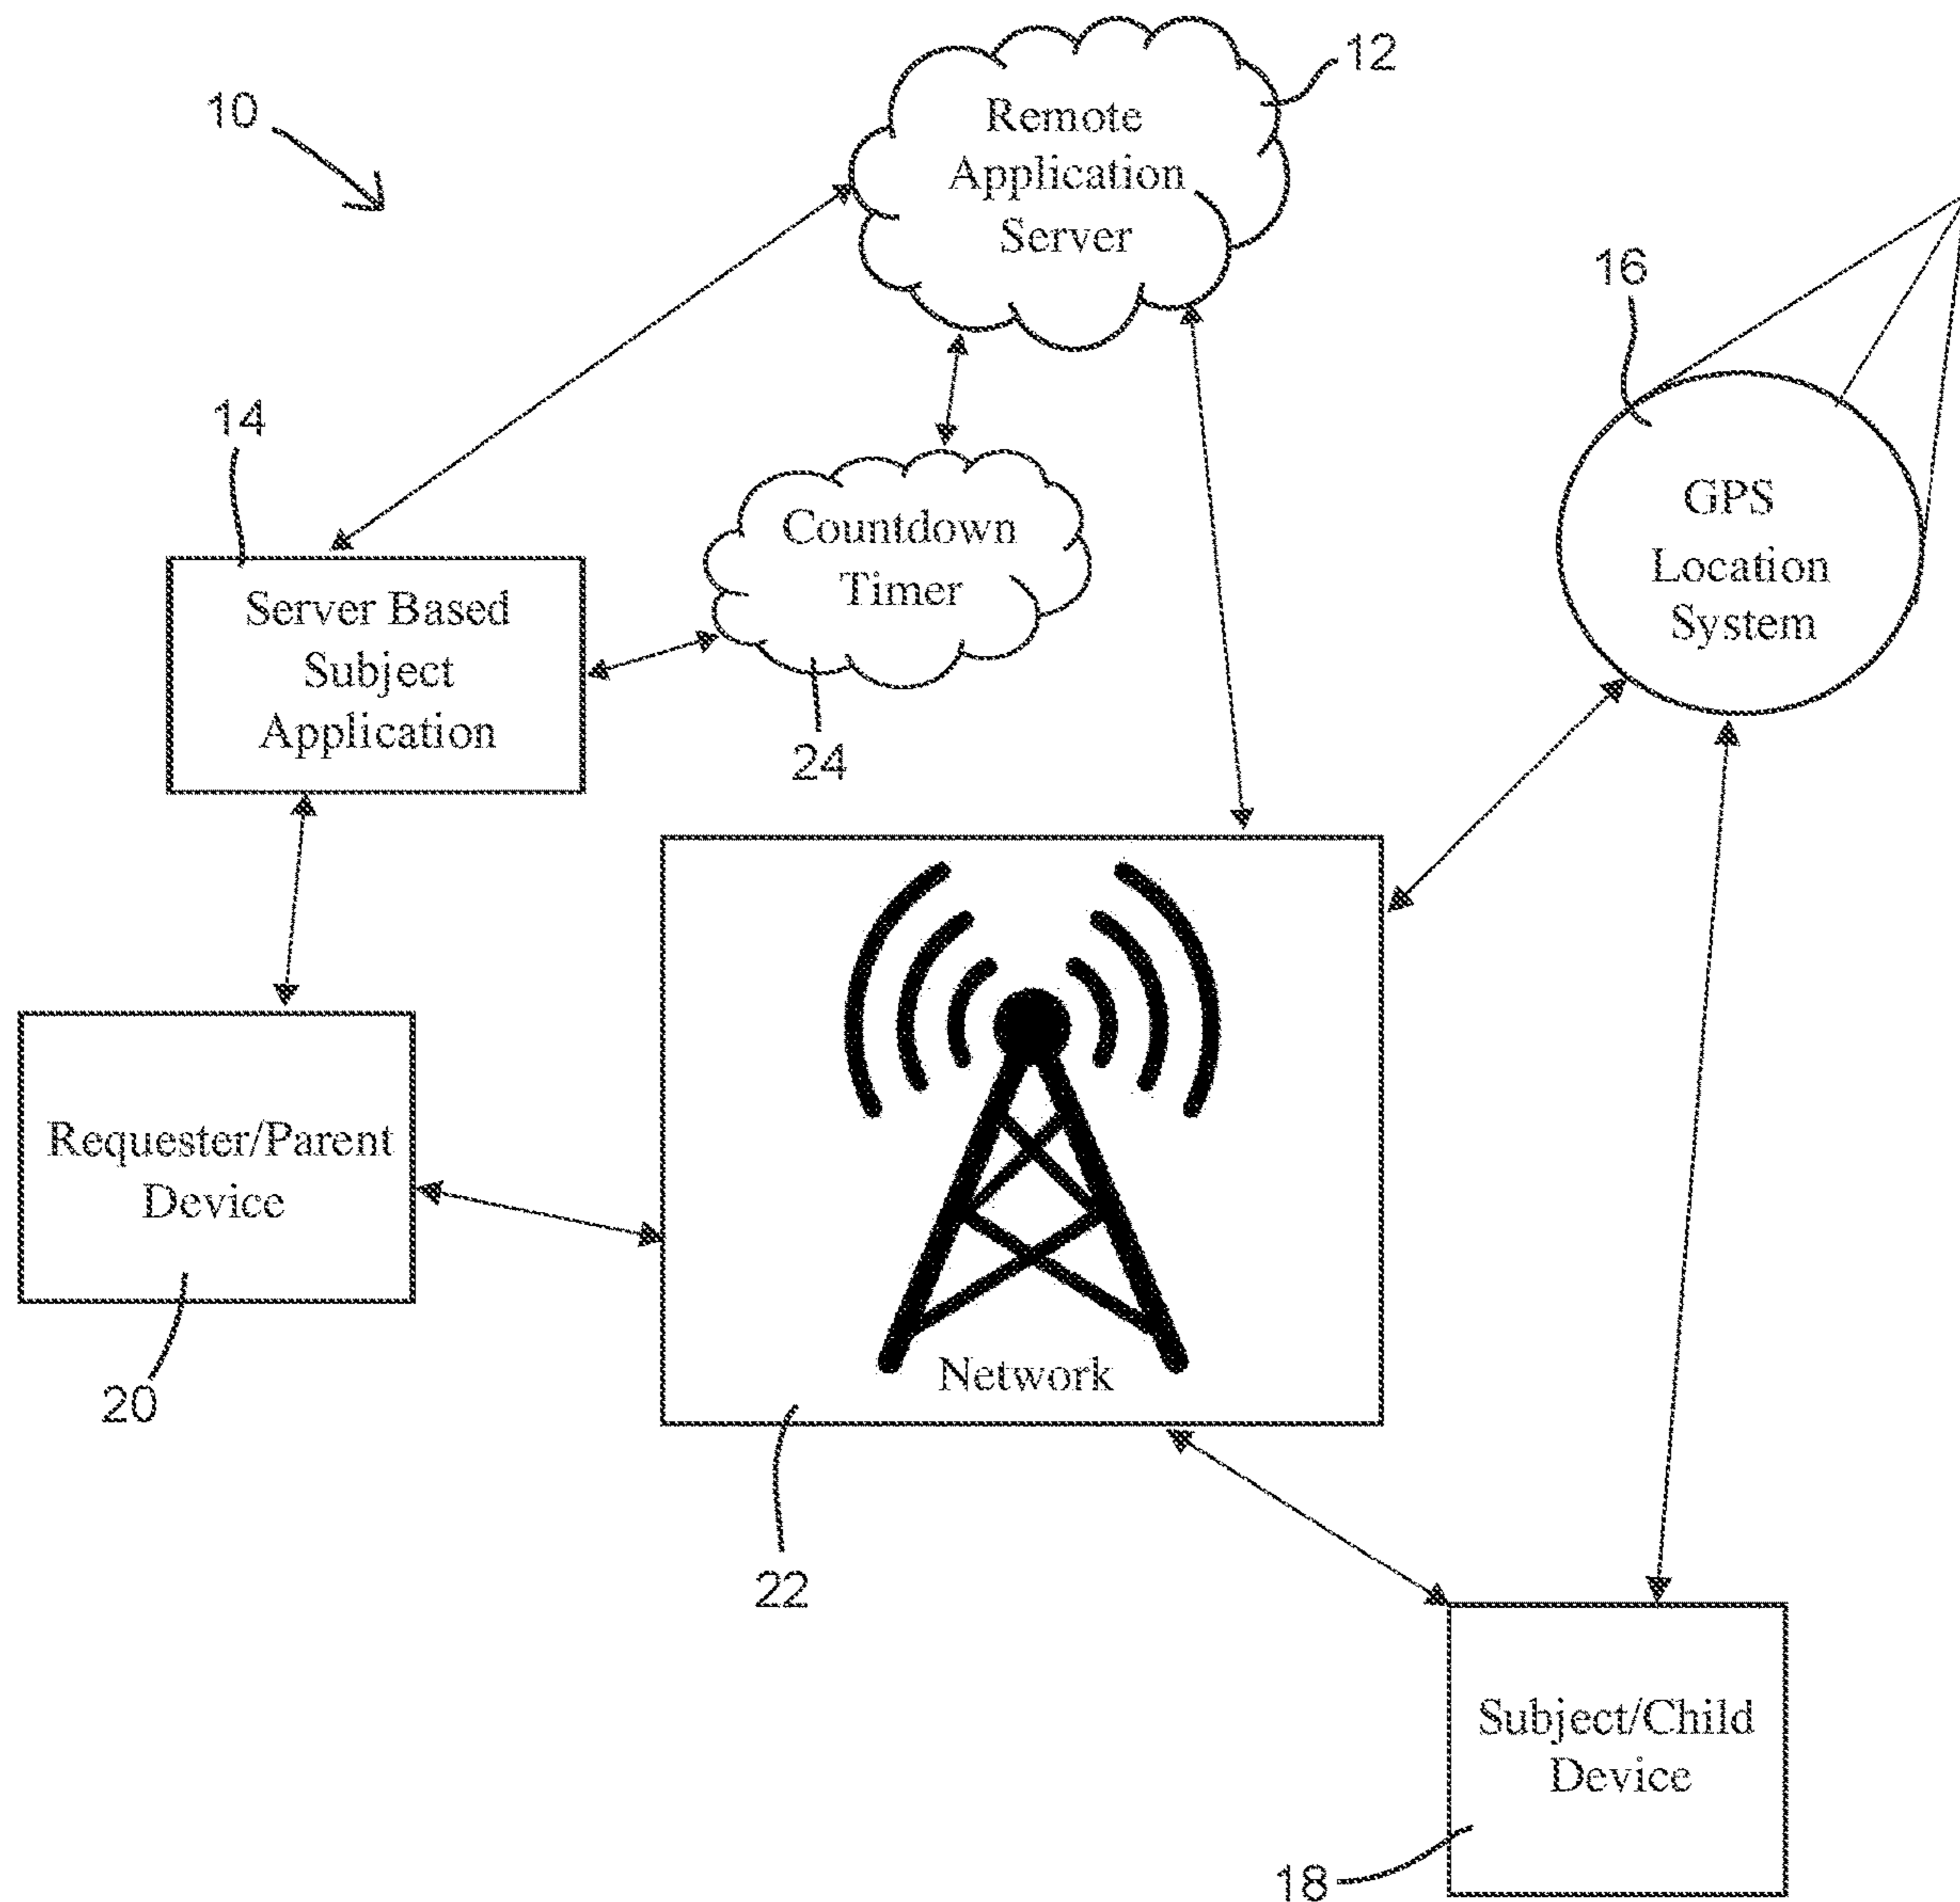 10
12
Remote
Application
Server
16
14
GPS
Location
System
Countdown
Timer
24
Server Based
Subject
Application
Requester/Parent
Device
20
Network
22
Subject/Child
Device
18